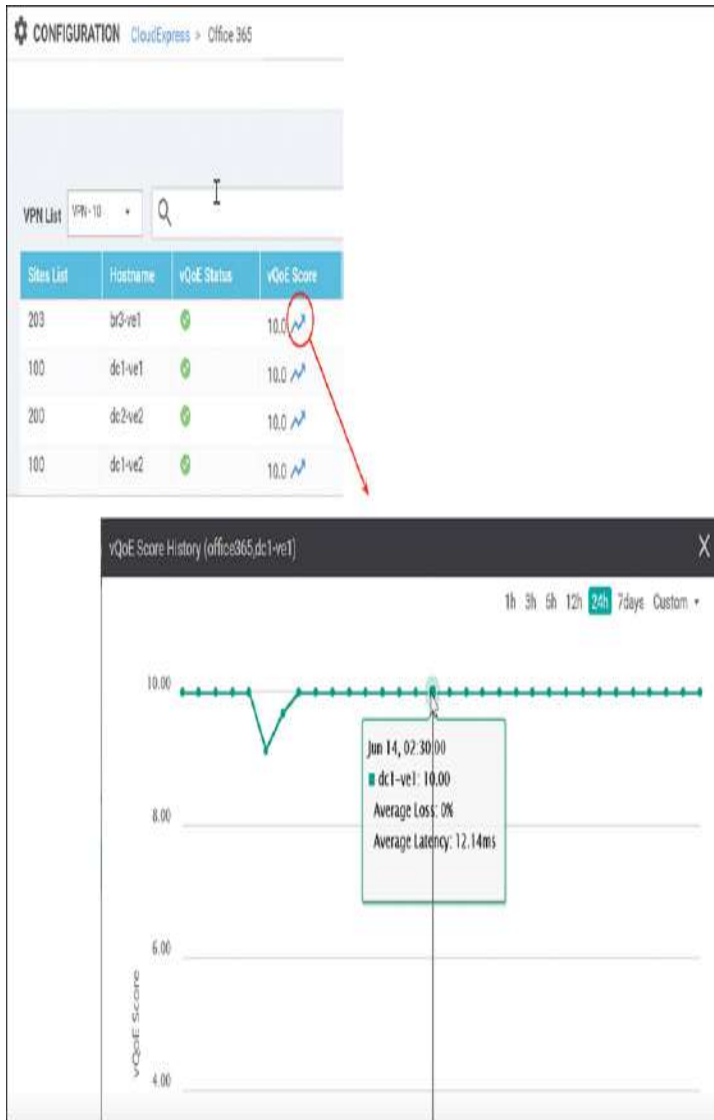 CONFIGURATION CloudExpress > Office 365
VPN List VPN - 10
Sites List Hostname vQoE Status vQoE Score
203 br3-ve1 10.0
100 dc1-ve1 10.0
200 dc2-ve2 10.0
100 dc1-ve2 10.0
vQoE Score History (office365,dc1-ve1) X
1h 3h 6h 12h 24h 7days Custom
10.00
Jun 14, 02:30:00
dc1-ve1: 10.00
Average Loss: 0%
Average Latency: 12.14ms
8.00
6.00
4.00
vQoE Score